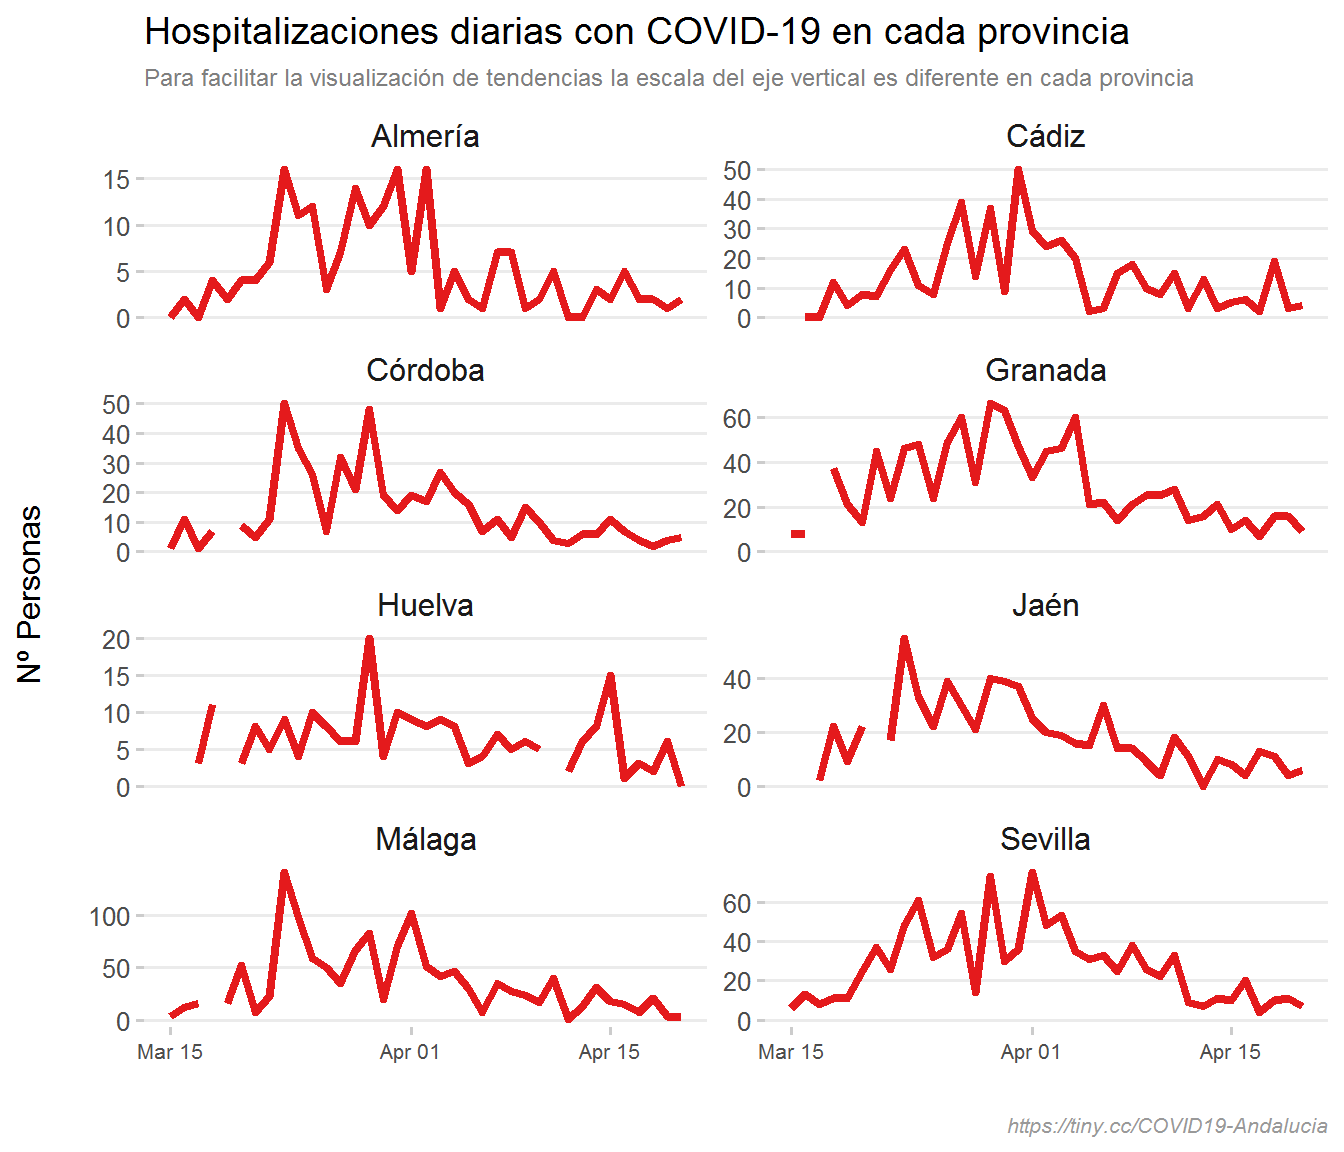 Hospitalizaciones diarias con COVID-19 en cada provincia
Para facilitar la visualización de tendencias la escala del eje vertical es diferente en cada provincia
Nº Personas
Almería
15
10
5
0
Cádiz
50
40
30
20
10
0
Córdoba
50
40
30
20
10
0
Granada
60
40
20
0
Huelva
20
15
10
5
0
Jaén
40
20
0
Málaga
100
50
0
Mar 15
Apr 01
Apr 15
Sevilla
60
40
20
0
Mar 15
Apr 01
Apr 15
https://tiny.cc/COVID19-Andalucia